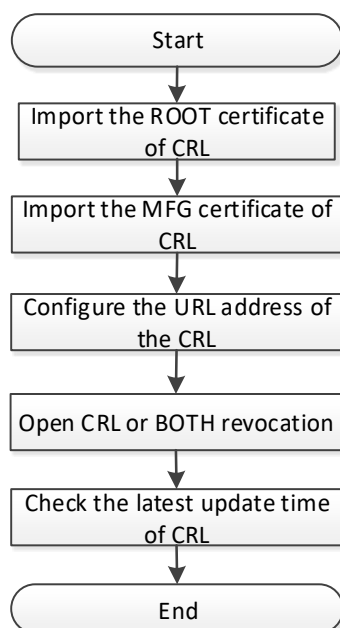 Start
Import the ROOT certificate
of CRL
Import the MFG certificate of
CRL
Configure the URL address of
the CRL
Open CRL or BOTH revocation
Check the latest update time
of CRL
End